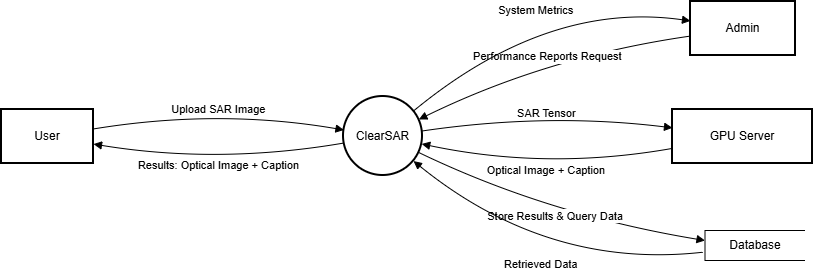 System Metrics
Admin
Performance Reports Request
Upload SAR Image
SAR Tensor
User
ClearSAR
GPU Server
Results: Optical Image + Caption
Optical Image + Caption
Store Results & Query Data
Database
Retrieved Data